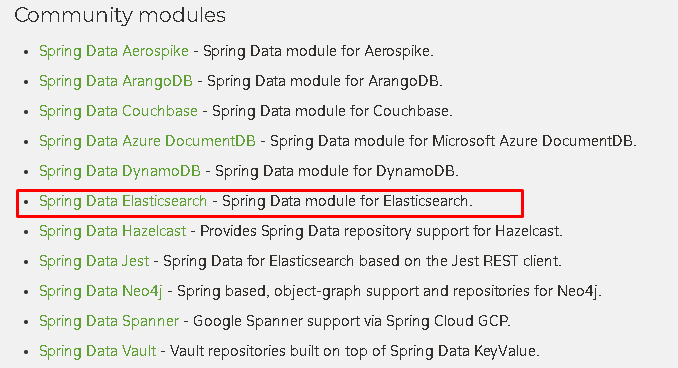 Community modules
• Spring Data Aerospike - Spring Data module for Aerospike.
• Spring Data ArangoDB - Spring Data module for ArangoDB.
• Spring Data Couchbase - Spring Data module for Couchbase.
• Spring Data Azure DocumentDB - Spring Data module for Microsoft Azure DocumentDB.
• Spring Data DynamoDB - Spring Data module for DynamoDB.
• Spring Data Elasticsearch - Spring Data module for Elasticsearch.
• Spring Data Hazelcast - Provides Spring Data repository support for Hazelcast.
• Spring Data Jest - Spring Data for Elasticsearch based on the Jest REST client.
• Spring Data Neo4j - Spring based, object-graph support and repositories for Neo4j.
• Spring Data Spanner - Google Spanner support via Spring Cloud GCP.
• Spring Data Vault - Vault repositories built on top of Spring Data KeyValue.